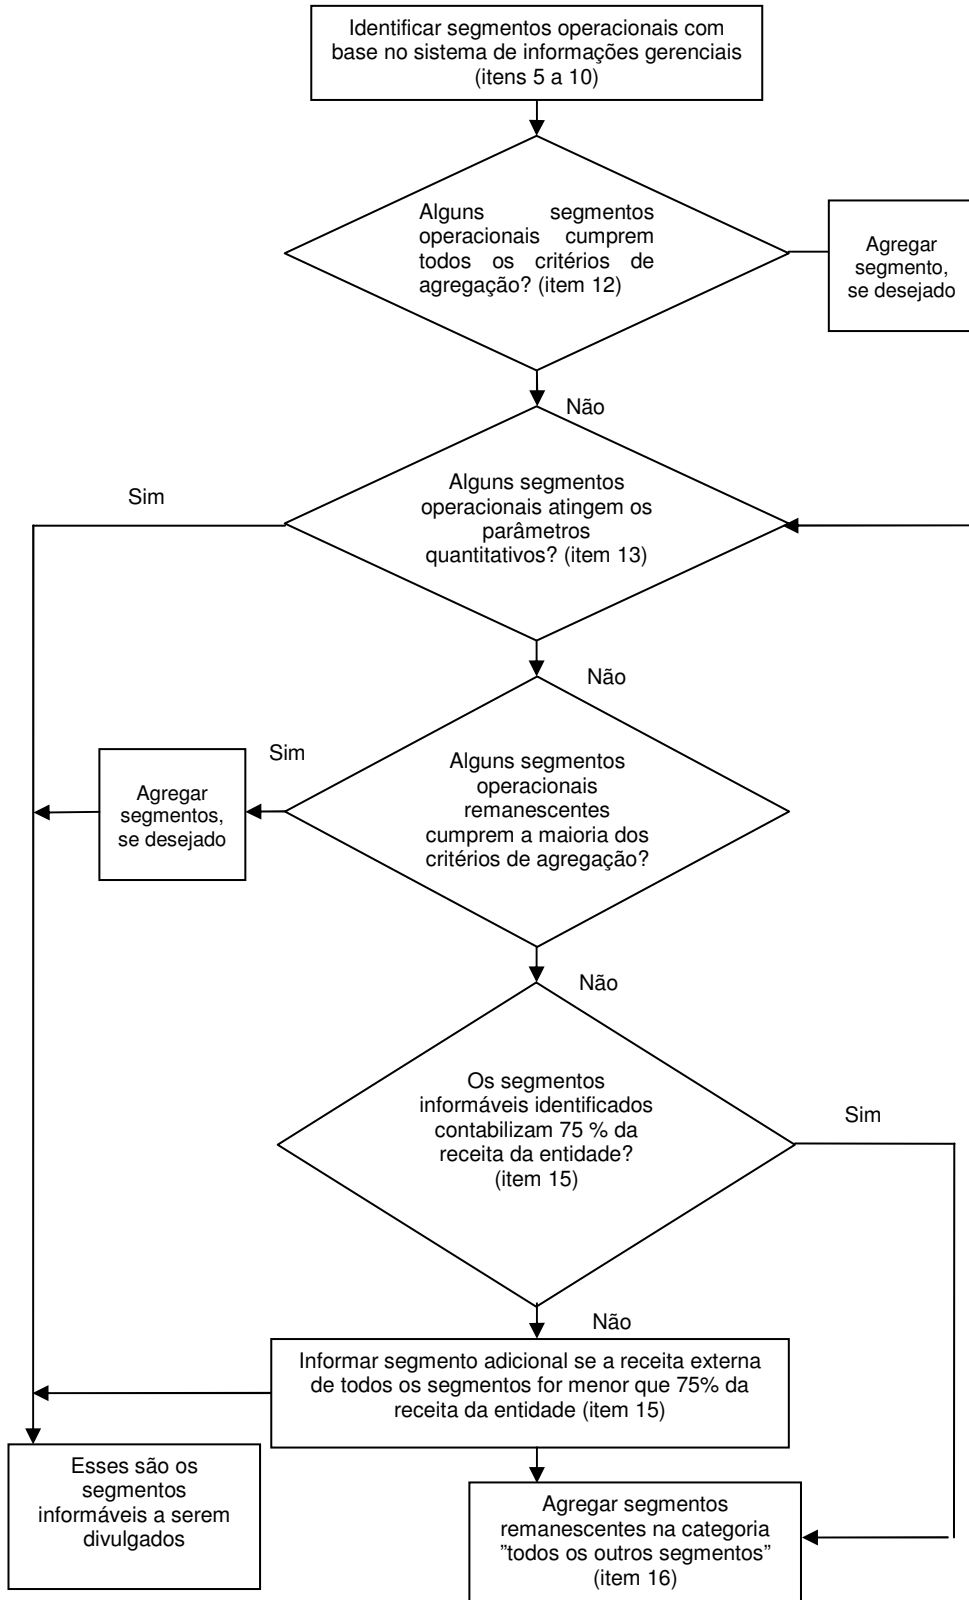 Identificar segmentos operacionais com
base no sistema de informações gerenciais
(itens 5 a 10)
Alguns segmentos
operacionais cumprem
todos os critérios de
agregação? (item 12)
Agregar
segmento,
se desejado
Não
Alguns segmentos
operacionais atingem os
parâmetros
quantitativos? (item 13)
Sim
Não
Alguns segmentos
operacionais
remanescentes
cumprem a maioria dos
critérios de agregação?
Sim
Agregar
segmentos,
se desejado
Não
Os segmentos
informáveis identificados
contabilizam 75 % da
receita da entidade?
(item 15)
Sim
Não
Informar segmento adicional se a receita externa
de todos os segmentos for menor que 75% da
receita da entidade (item 15)
Esses são os
segmentos
informáveis a serem
divulgados
Agregar segmentos
remanescentes na categoria
”todos os outros segmentos”
(item 16)